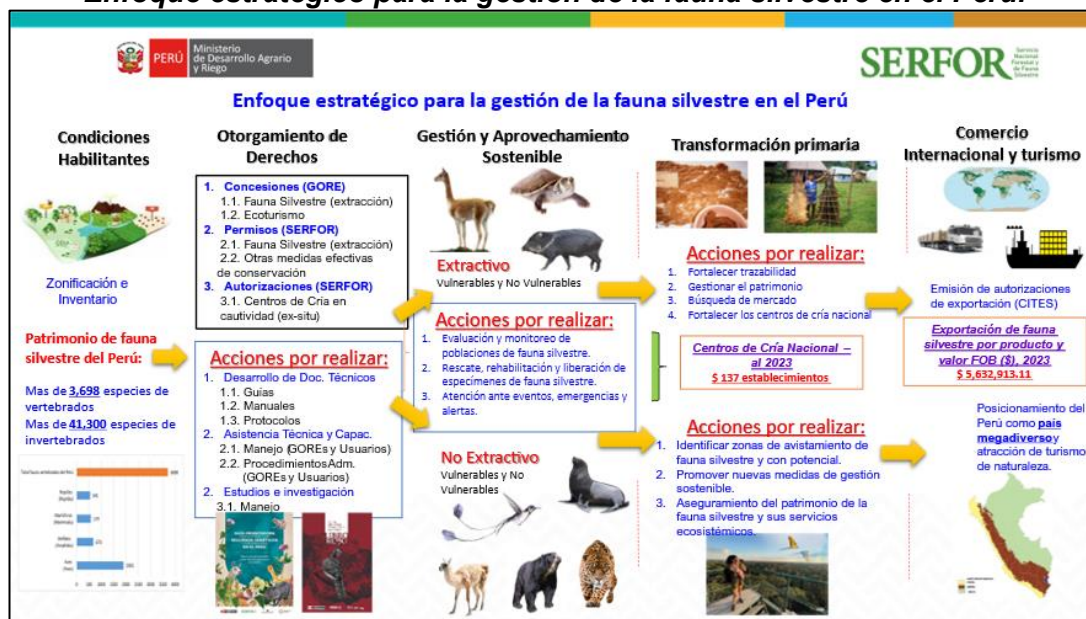 Enfoque estratégico para la gestión de la fauna silvestre en el Perú.
PERÚ
Ministerio
de Desarrollo Agrario
y Riego
SERFOR
Servicio
Nacional
Forestal y
de Fauna
Silvestre
Enfoque estratégico para la gestión de la fauna silvestre en el Perú
Condiciones
Habilitantes
Zonificación e
Inventario
Patrimonio de fauna
silvestre del Perú:
Mas de 3,698 especies de
vertebrados
Mas de 41,300 especies de
invertebrados
Otorgamiento de
Derechos
1. Concesiones (GORE)
1.1. Fauna Silvestre (extracción)
1.2. Ecoturismo
2. Permisos (SERFOR)
2.1. Fauna Silvestre (extracción)
2.2. Otras medidas efectivas
de conservación
3. Autorizaciones (SERFOR)
3.1. Centros de Cría en
cautividad (ex-situ)
Acciones por realizar:
1. Desarrollo de Doc. Técnicos
1.1. Guías
1.2. Manuales
1.3. Protocolos
2. Asistencia Técnica y Capac.
2.1. Manejo (GOREs y Usuarios)
2.2. ProcedimientosAdm.
(GOREs y Usuarios)
2. Estudios e investigación
3.1. Manejo
Gestión y Aprovechamiento
Sostenible
Extractivo
Vulnerables y No Vulnerables
Acciones por realizar:
1. Evaluación y monitoreo de
poblaciones de fauna silvestre.
2. Rescate, rehabilitación y liberación de
especímenes de fauna silvestre.
3. Atención ante eventos, emergencias y
alertas.
No Extractivo
Vulnerables y No
Vulnerables
Transformación primaria
Acciones por realizar:
1. Fortalecer trazabilidad
2. Gestionar el patrimonio
3. Búsqueda de mercado
4. Fortalecer los centros de cría nacional
Centros de Cría Nacional –
al 2023
$ 137 establecimientos
Acciones por realizar:
1. Identificar zonas de avistamiento de
fauna silvestre y con potencial.
2. Promover nuevas medidas de gestión
sostenible.
3. Aseguramiento del patrimonio de la
fauna silvestre y sus servicios
ecosistémicos.
Comercio
Internacional y turismo
Emisión de autorizaciones
de exportación (CITES)
Exportación de fauna
silvestre por producto y
valor FOB ($), 2023
$ 5,632,913.11
Posicionamiento del
Perú como país
megadiverso y
atracción de turismo
de naturaleza.